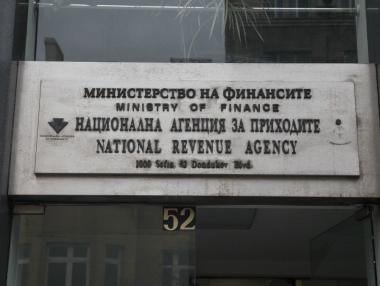 МИНИСТЕРСТВО НА ФИНАНСИТЕ
MINISTRY OF FINANCE
НАЦИОНАЛНА АГЕНЦИЯ ЗА ПРИХОДИТЕ
NATIONAL REVENUE AGENCY
1000 Sofia, 52 Dondukov Blvd.
52